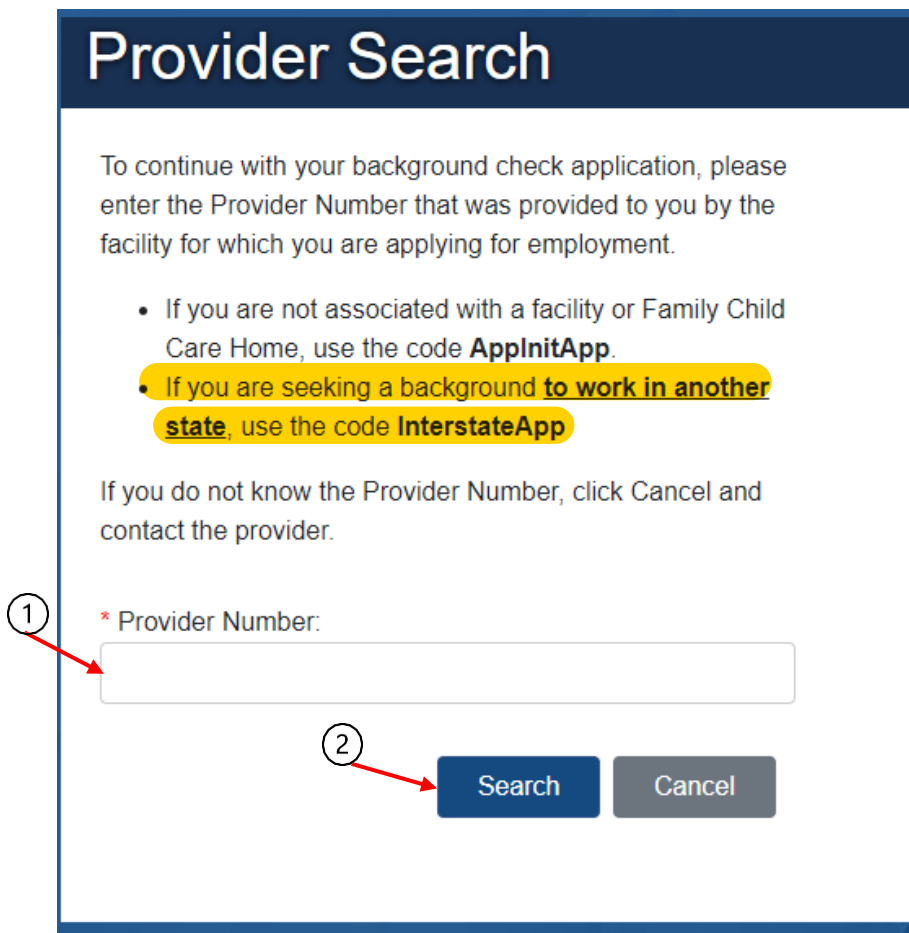 Provider Search
To continue with your background check application, please
enter the Provider Number that was provided to you by the
facility for which you are applying for employment.
• If you are not associated with a facility or Family Child
Care Home, use the code AppInitApp.
• If you are seeking a background to work in another
state, use the code InterstateApp
If you do not know the Provider Number, click Cancel and
contact the provider.
1
* Provider Number:
2
Search
Cancel